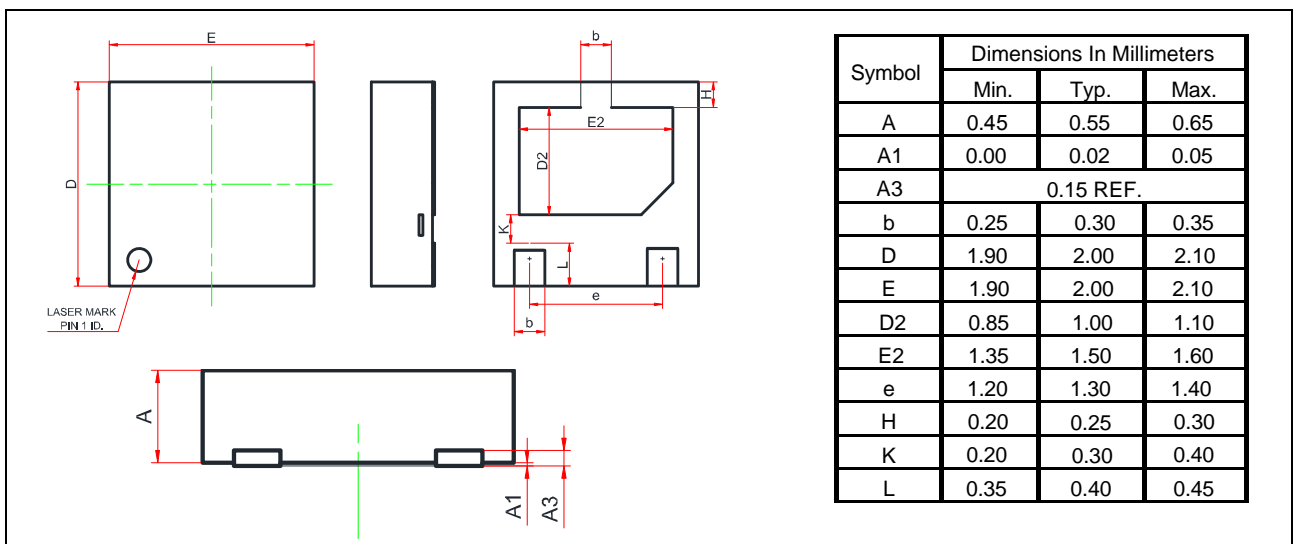 E
D
LASER MARK
PIN 1 ID.
b
H
E2
D2
K
L
e
b
A
A1
A3
Symbol Dimensions In Millimeters
Min. Typ. Max.
A 0.45 0.55 0.65
A1 0.00 0.02 0.05
A3 0.15 REF.
b 0.25 0.30 0.35
D 1.90 2.00 2.10
E 1.90 2.00 2.10
D2 0.85 1.00 1.10
E2 1.35 1.50 1.60
e 1.20 1.30 1.40
H 0.20 0.25 0.30
K 0.20 0.30 0.40
L 0.35 0.40 0.45